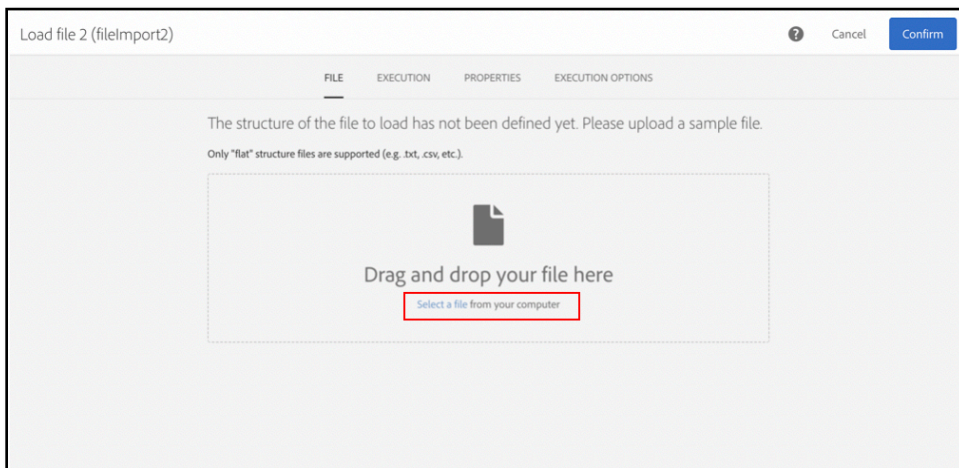 Load file 2 (fileImport2)
? Cancel Confirm
FILE EXECUTION PROPERTIES EXECUTION OPTIONS
The structure of the file to load has not been defined yet. Please upload a sample file.
Only "flat" structure files are supported (e.g. .txt, .csv, etc.).
Drag and drop your file here
Select a file from your computer